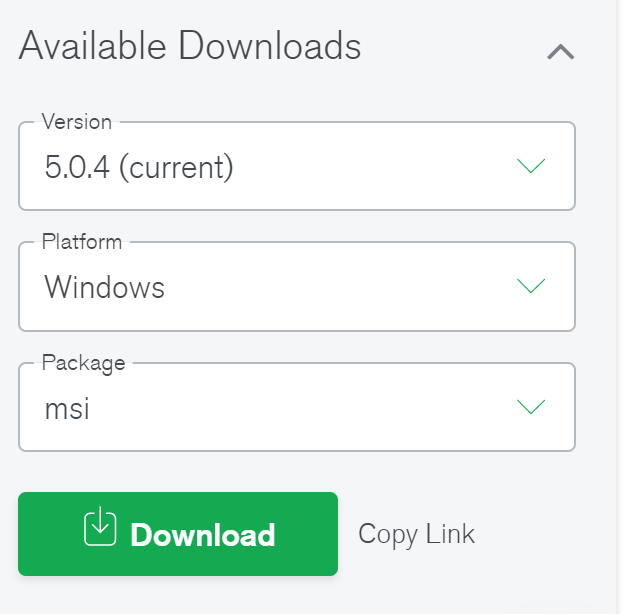 Available Downloads
Version
5.0.4 (current)
Platform
Windows
Package
msi
Download
Copy Link